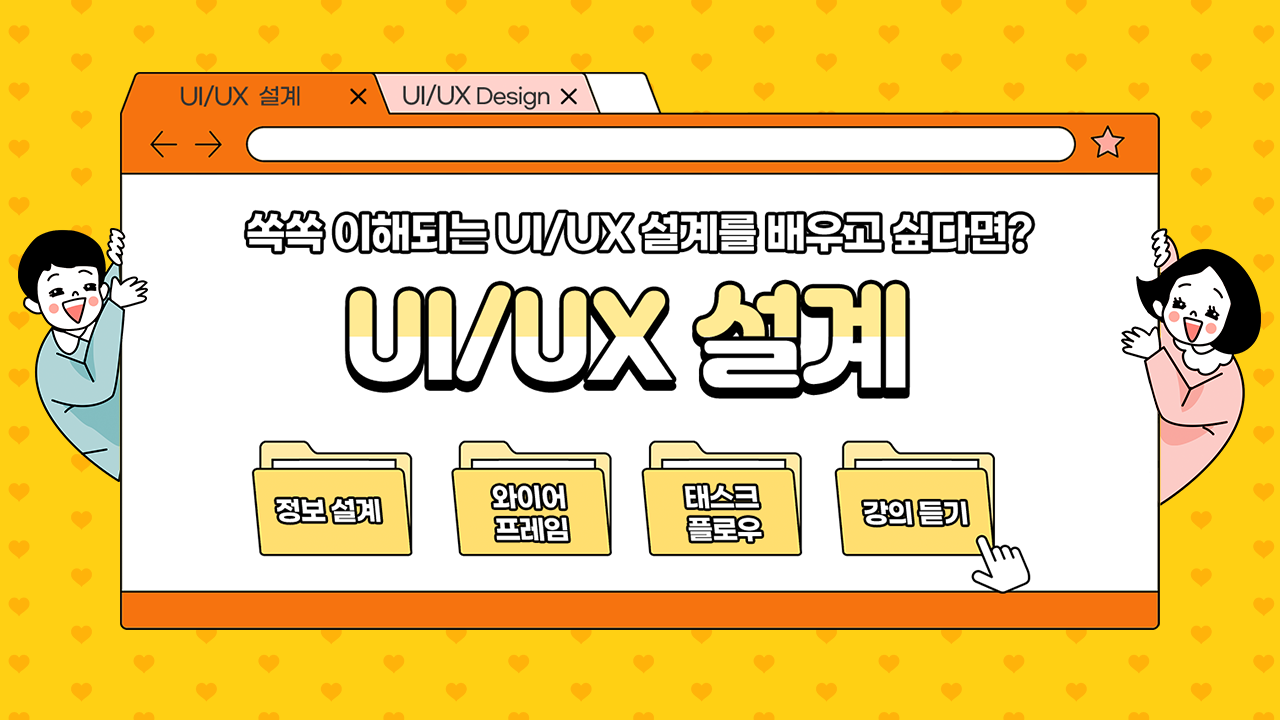 UI/UX 설계
UI/UX Design
쏙쏙 이해되는 UI/UX 설계를 배우고 싶다면?
UI/UX 설계
정보 설계
와이어
프레임
태스크
플로우
강의 듣기